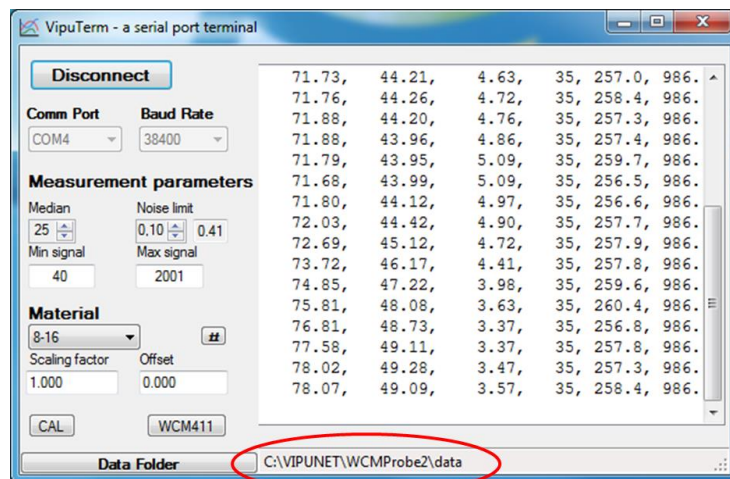 VipuTerm - a serial port terminal
Disconnect
Comm Port Baud Rate
COM4 38400
Measurement parameters
Median Noise limit
25 0,10 0.41
Min signal Max signal
40 2001
Material
8-16 #
Scaling factor Offset
1.000 0.000
CAL WCM411
71.73, 44.21, 4.63, 35, 257.0, 986.
71.76, 44.26, 4.72, 35, 258.4, 986.
71.88, 44.20, 4.76, 35, 257.3, 986.
71.88, 43.96, 4.86, 35, 257.4, 986.
71.79, 43.95, 5.09, 35, 259.7, 986.
71.68, 43.99, 5.09, 35, 256.5, 986.
71.80, 44.12, 4.97, 35, 256.6, 986.
72.03, 44.42, 4.90, 35, 257.7, 986.
72.69, 45.12, 4.72, 35, 257.9, 986.
73.72, 46.17, 4.41, 35, 257.8, 986.
74.85, 47.22, 3.98, 35, 259.6, 986.
75.81, 48.08, 3.63, 35, 260.4, 986.
76.81, 48.73, 3.37, 35, 256.8, 986.
77.58, 49.11, 3.37, 35, 257.8, 986.
78.02, 49.28, 3.47, 35, 257.3, 986.
78.07, 49.09, 3.57, 35, 258.4, 986.
Data Folder C:\VIPUNET\WCMProbe2\data